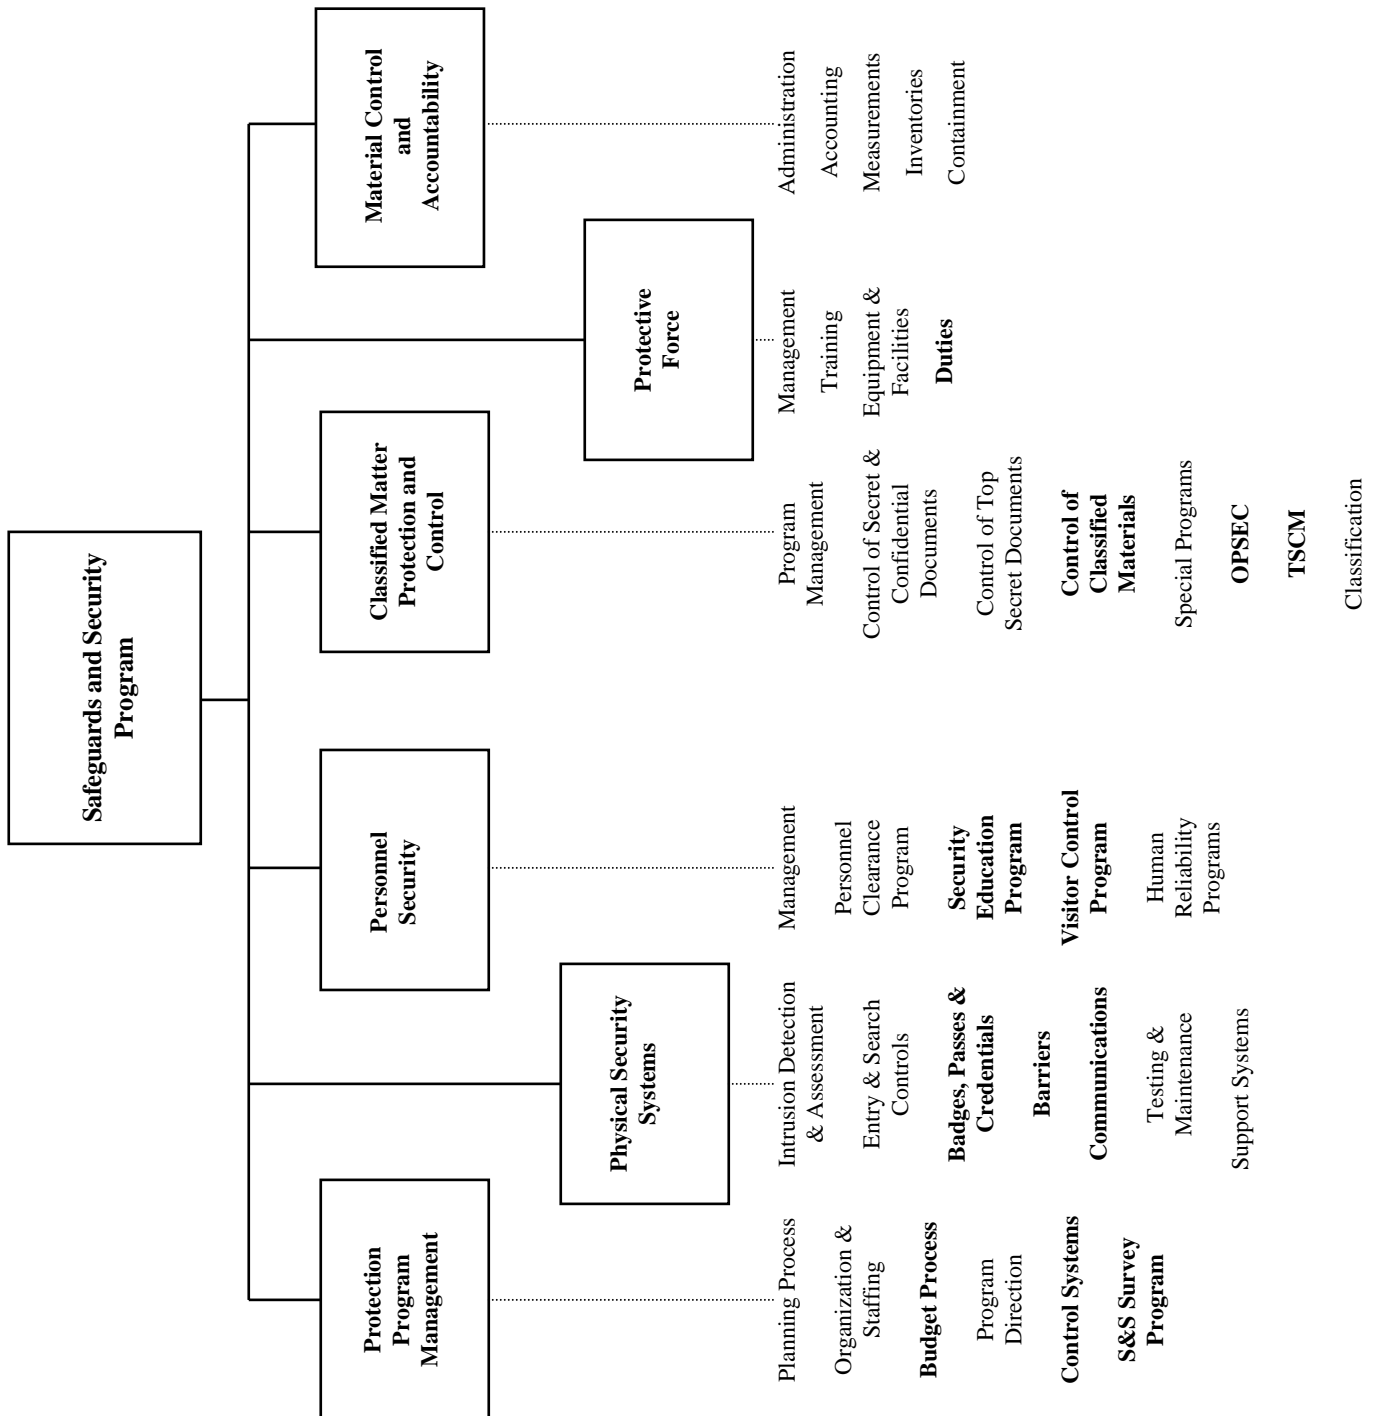 Safeguards and Security
Program
Protection
Program
Management
Planning Process
Organization &
Staffing
Budget Process
Program
Direction
Control Systems
S&S Survey
Program
Physical Security
Systems
Intrusion Detection
& Assessment
Entry & Search
Controls
Badges, Passes &
Credentials
Barriers
Communications
Testing &
Maintenance
Support Systems
Personnel
Security
Management
Personnel
Clearance
Program
Security
Education
Program
Visitor Control
Program
Human
Reliability
Programs
Classified Matter
Protection and
Control
Program
Management
Control of Secret &
Confidential
Documents
Control of Top
Secret Documents
Control of
Classified
Materials
Special Programs
OPSEC
TSCM
Classification
Protective
Force
Management
Training
Equipment &
Facilities
Duties
Material Control
and
Accountability
Administration
Accounting
Measurements
Inventories
Containment